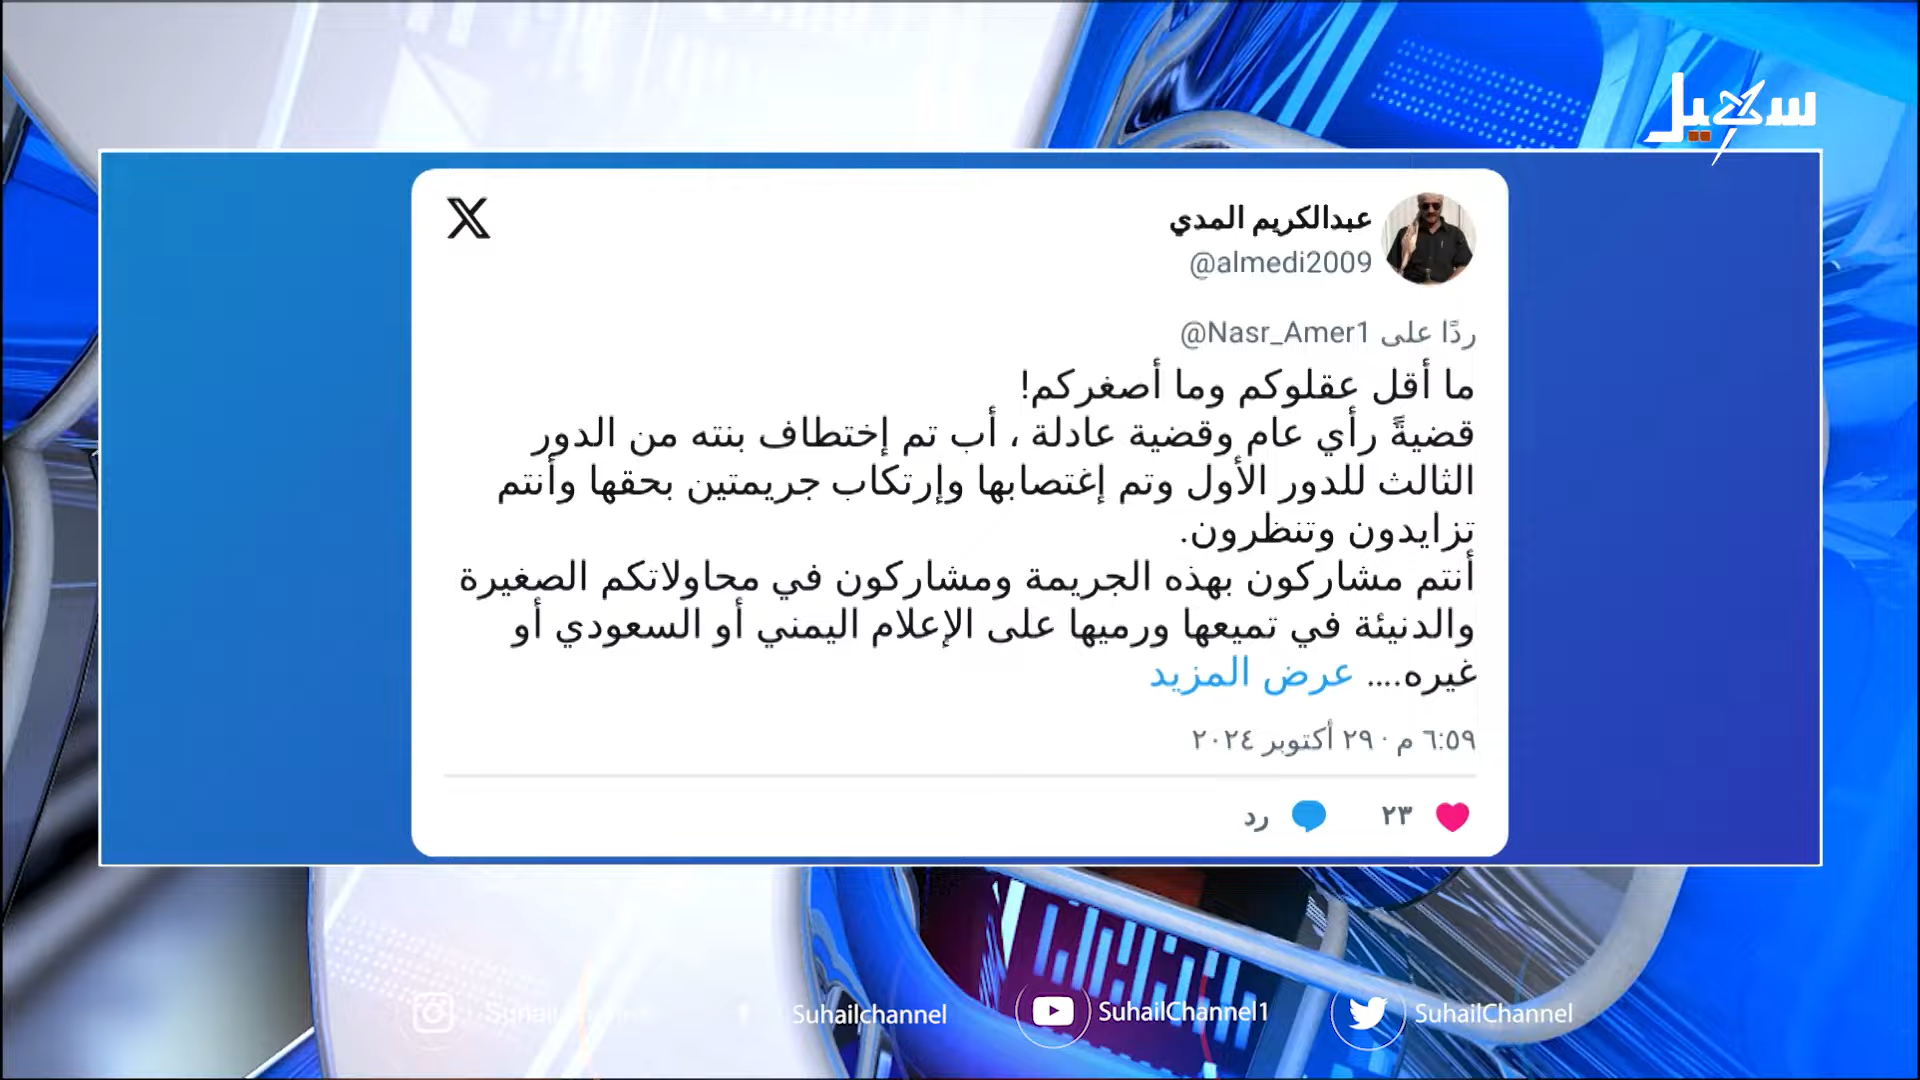 سهيل
عبدالكريم المدي
@almedi2009
ردًا على @Nasr_Amer1
ما أقل عقلوكم وما أصغركم!
قضيةً رأي عام وقضية عادلة ، أب تم إختطاف بنته من الدور
الثالث للدور الأول وتم إغتصابها وإرتكاب جريمتين بحقها وأنتم
تزايدون وتنظرون.
أنتم مشاركون بهذه الجريمة ومشاركون في محاولاتكم الصغيرة
والدنيئة في تميعها ورميها على الإعلام اليمني أو السعودي أو
غيره.... عرض المزيد
٦:٥٩ م · ٢٩ أكتوبر ٢٠٢٤
٢٣ رد
Suhailchannel
SuhailChannel1
SuhailChannel